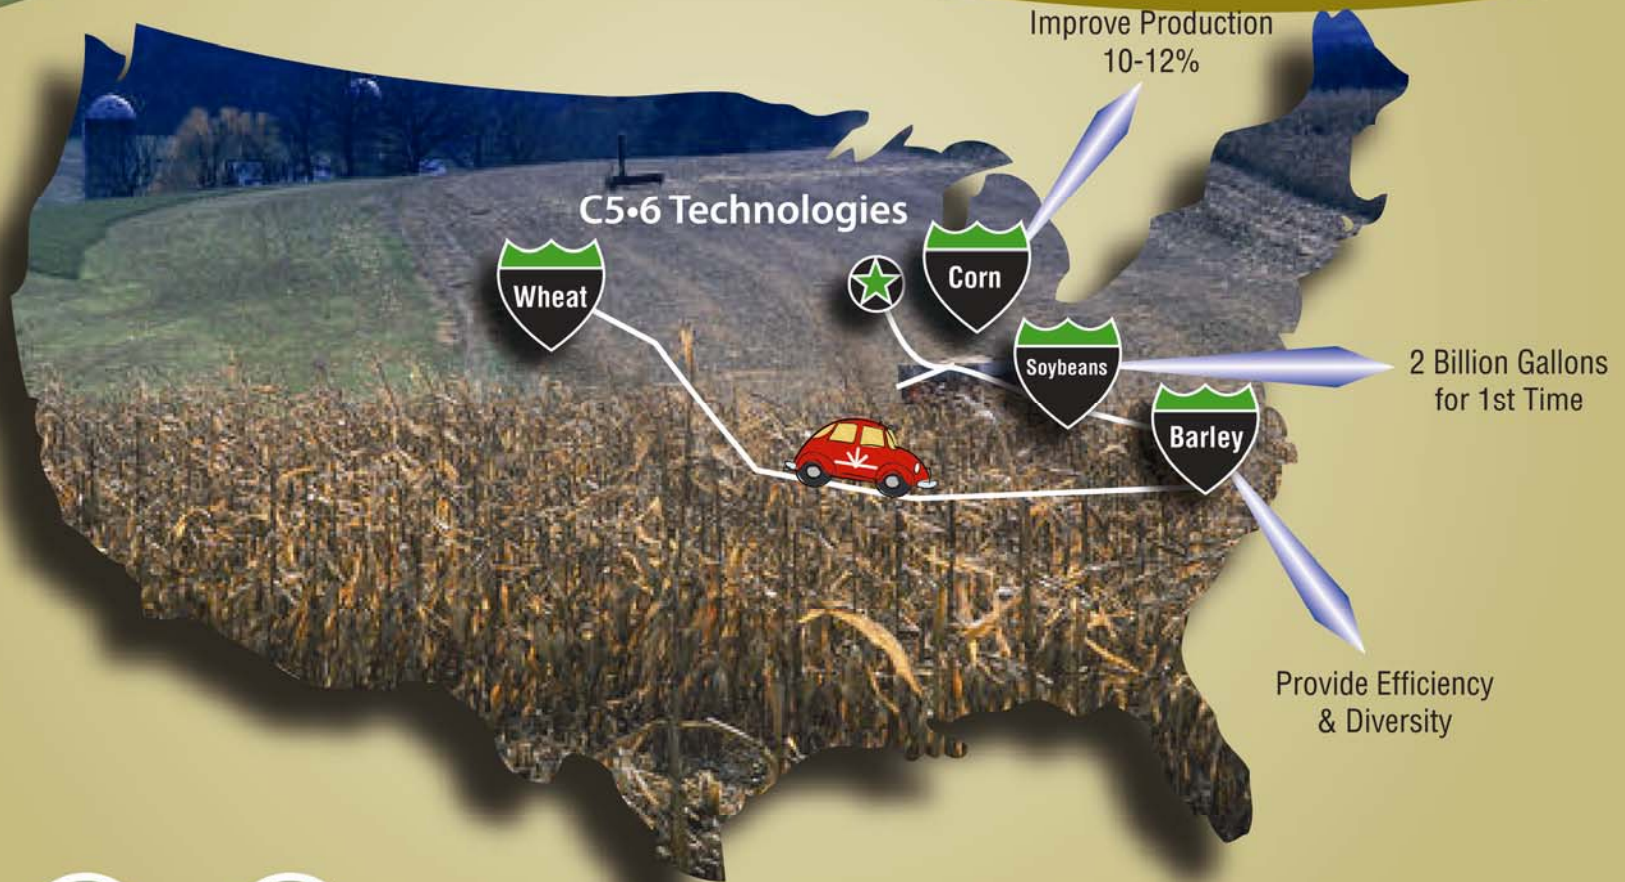 Improve Production
10-12%
C5•6 Technologies
Wheat
Corn
Soybeans
2 Billion Gallons
for 1st Time
Barley
Provide Efficiency
& Diversity